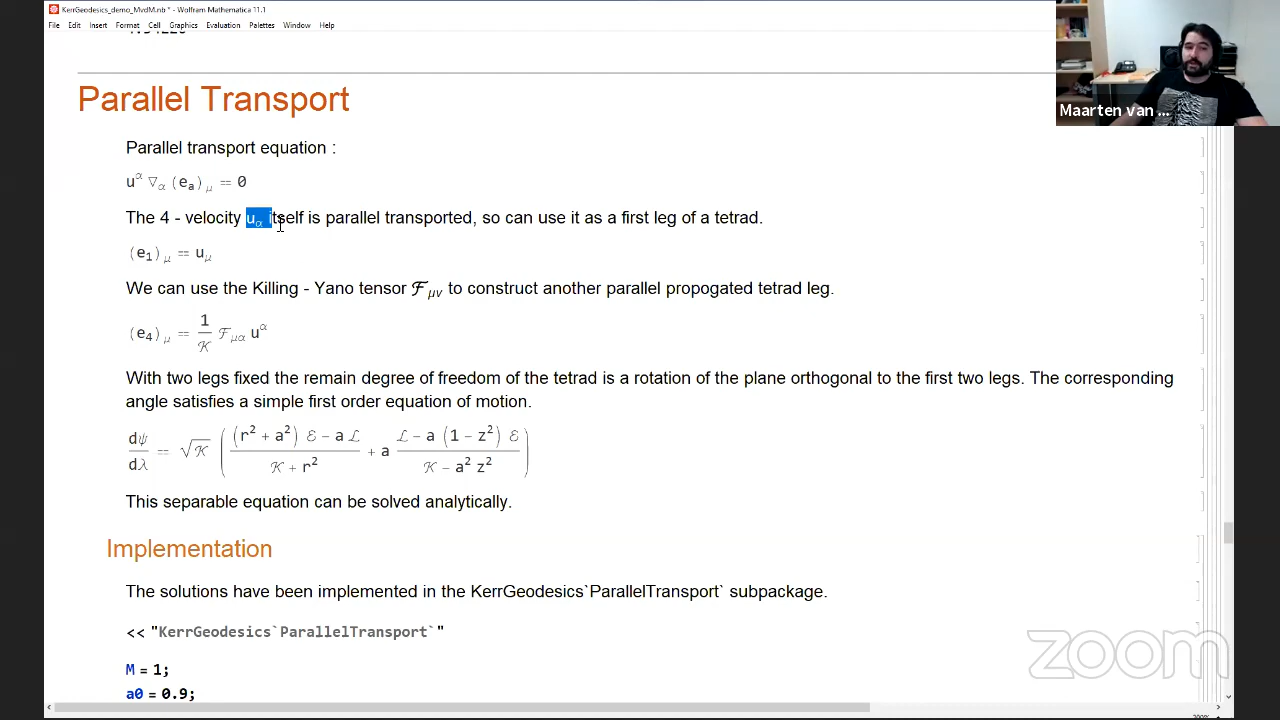 KerrGeodesics_demo_MvdM.nb * - Wolfram Mathematica 11.1
File Edit Insert Format Cell Graphics Evaluation Palettes Window Help
Maarten van ...
Parallel Transport
Parallel transport equation :
u^α ∇_α (e_a)_μ == 0
The 4 - velocity u_α itself is parallel transported, so can use it as a first leg of a tetrad.
(e_1)_μ == u_μ
We can use the Killing - Yano tensor ℱ_μν to construct another parallel propogated tetrad leg.
(e_4)_μ == 1/𝒦 ℱ_μα u^α
With two legs fixed the remain degree of freedom of the tetrad is a rotation of the plane orthogonal to the first two legs. The corresponding
angle satisfies a simple first order equation of motion.
dψ/dλ == √𝒦 ( ((r^2 + a^2) ℰ - a ℒ)/(𝒦 + r^2) + a (ℒ - a (1 - z^2) ℰ)/(𝒦 - a^2 z^2) )
This separable equation can be solved analytically.
Implementation
The solutions have been implemented in the KerrGeodesics`ParallelTransport` subpackage.
<< "KerrGeodesics`ParallelTransport`"
M = 1;
a0 = 0.9;
zoom